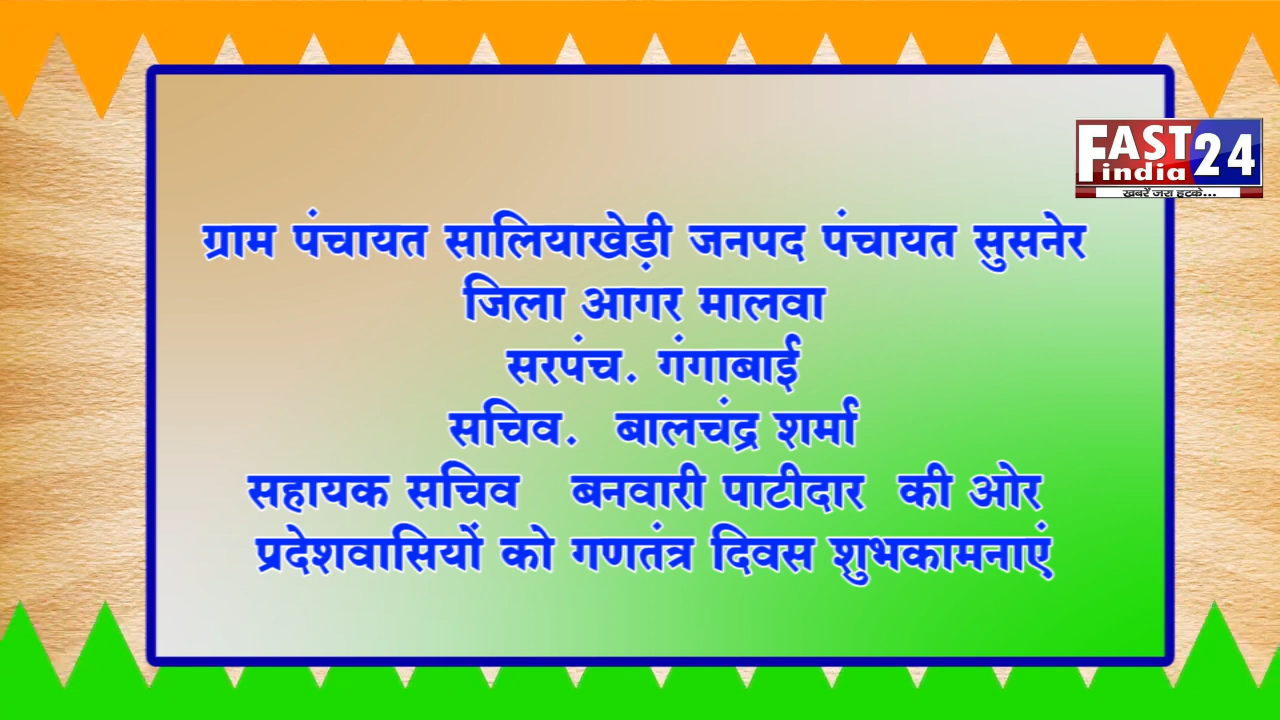 FAST 24
india
खबरें जरा हटके...
ग्राम पंचायत सालियाखेड़ी जनपद पंचायत सुसनेर
जिला आगर मालवा
सरपंच. गंगाबाई
सचिव. बालचंद्र शर्मा
सहायक सचिव बनवारी पाटीदार की ओर
प्रदेशवासियों को गणतंत्र दिवस शुभकामनाएं